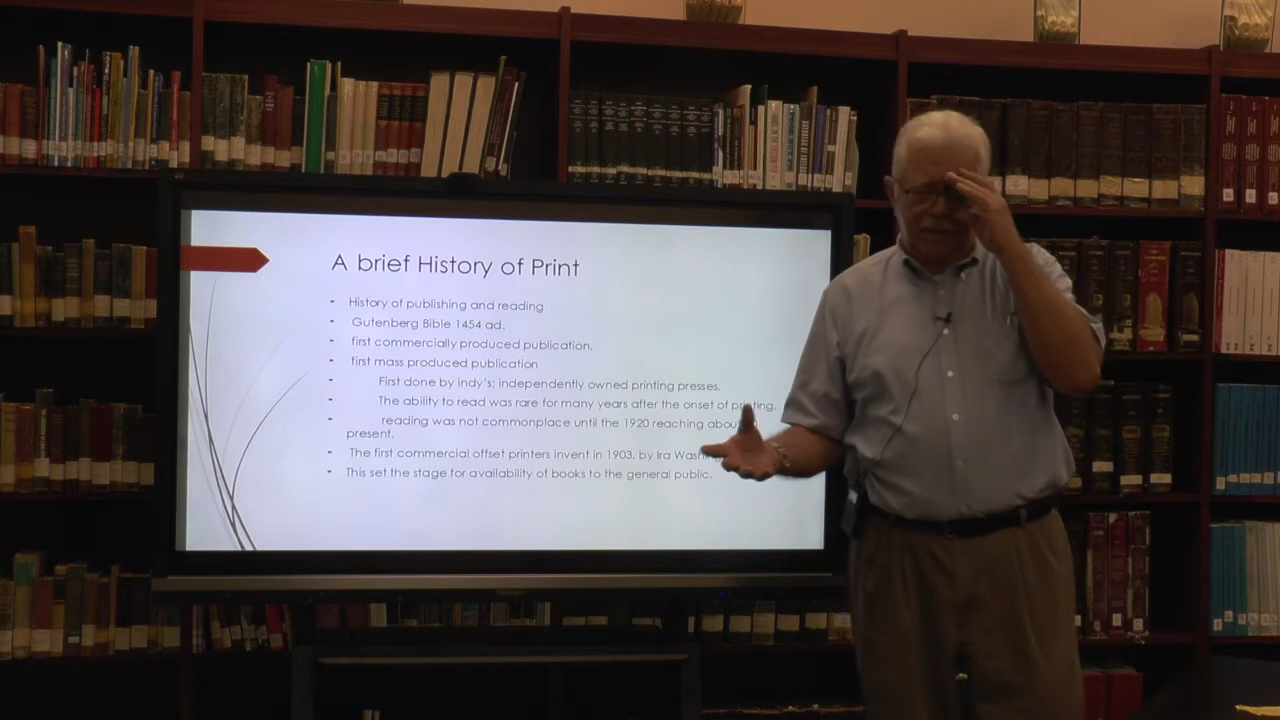 A brief History of Print
- History of publishing and reading
- Gutenberg Bible 1454 ad.
- first commercially produced publication.
- first mass produced publication
- First done by indy's; independently owned printing presses.
- The ability to read was rare for many years after the onset of printing.
- reading was not commonplace until the 1920 reaching
present.
- The first commercial offset printers invent in 1903, by Ira
- This set the stage for availability of books to the general public.